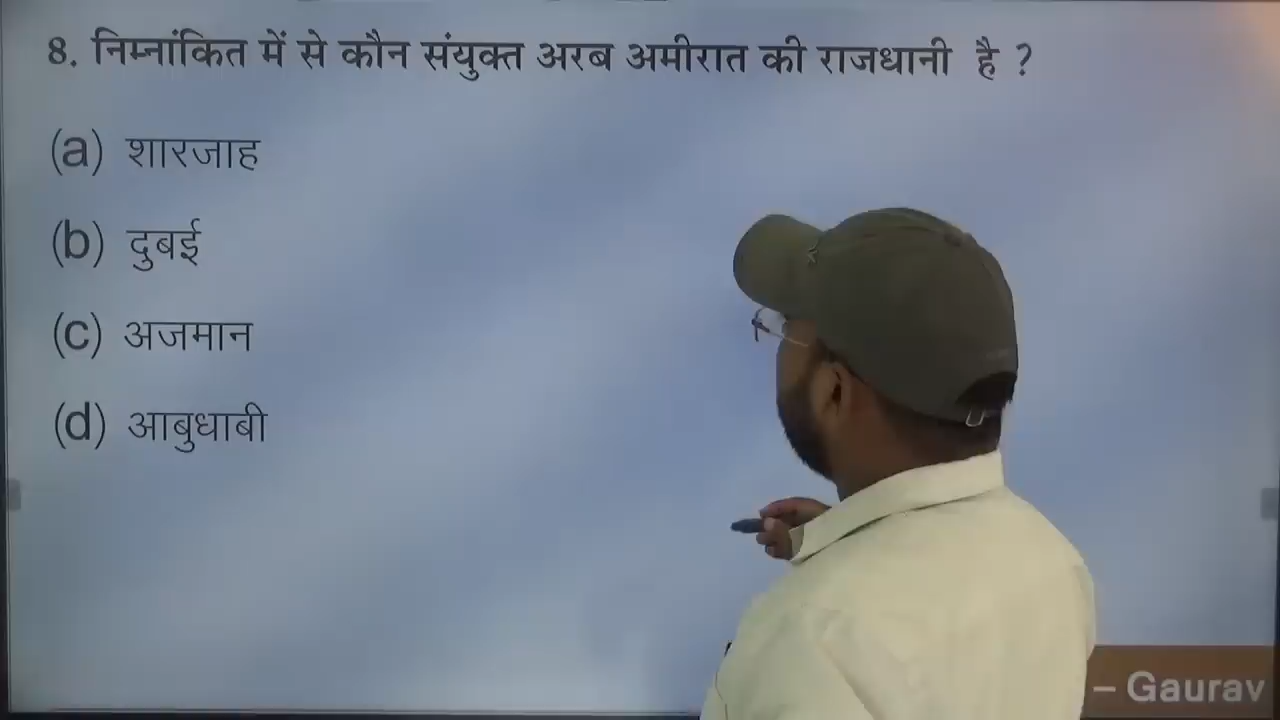 8. निम्नांकित में से कौन संयुक्त अरब अमीरात की राजधानी है ?
(a) शारजाह
(b) दुबई
(c) अजमान
(d) आबुधाबी
– Gaurav